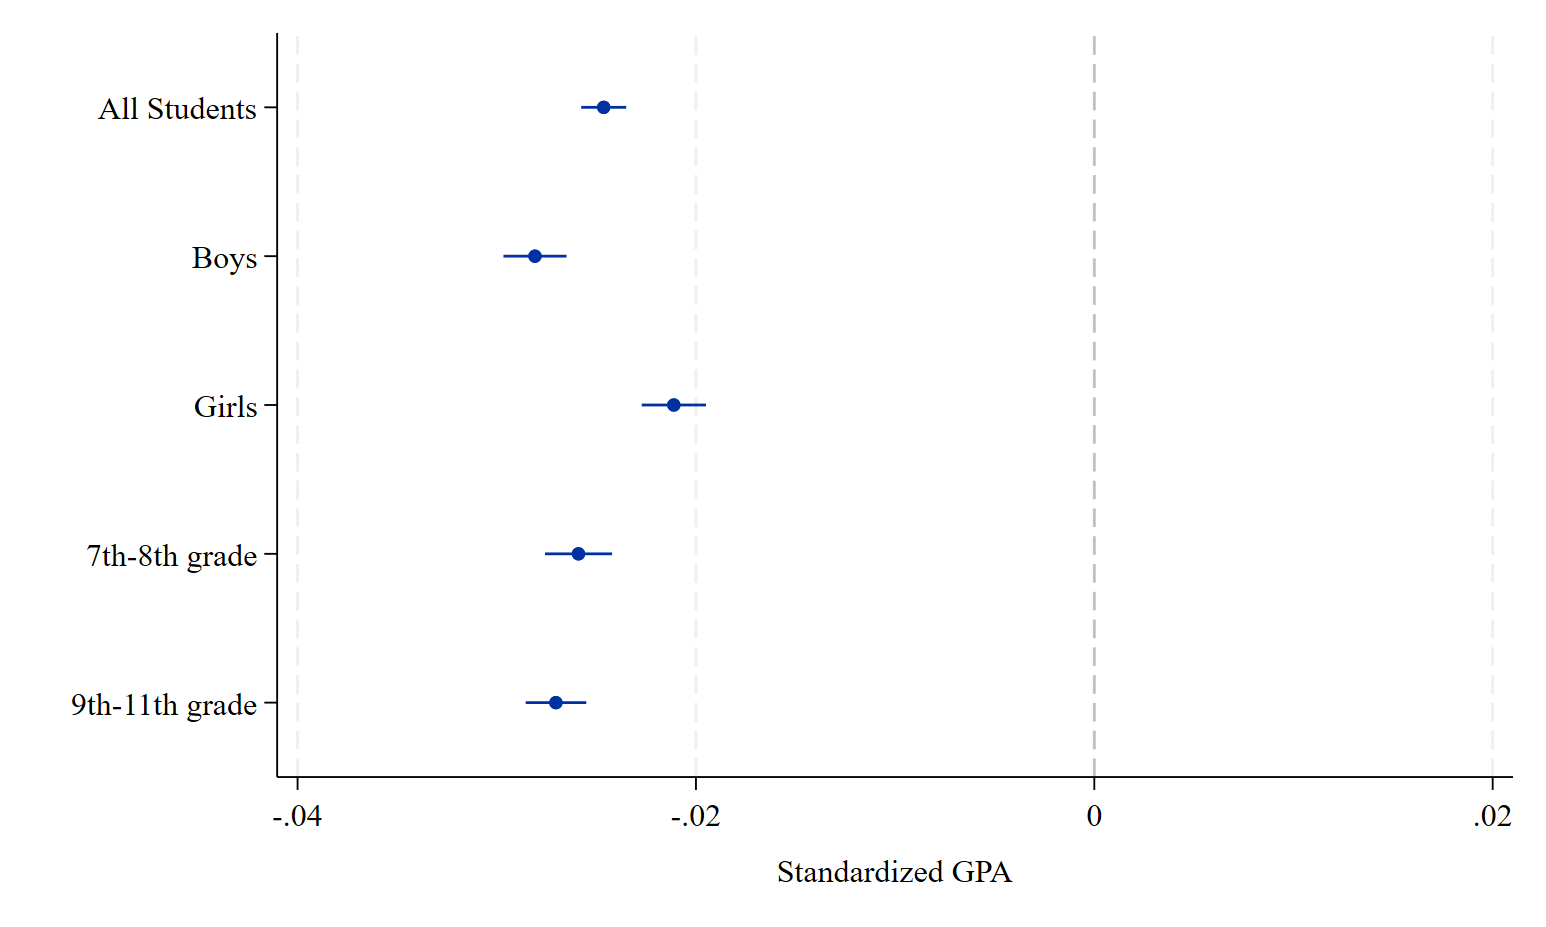 All Students
Boys
Girls
7th-8th grade
9th-11th grade
-.04 -.02 0 .02
Standardized GPA